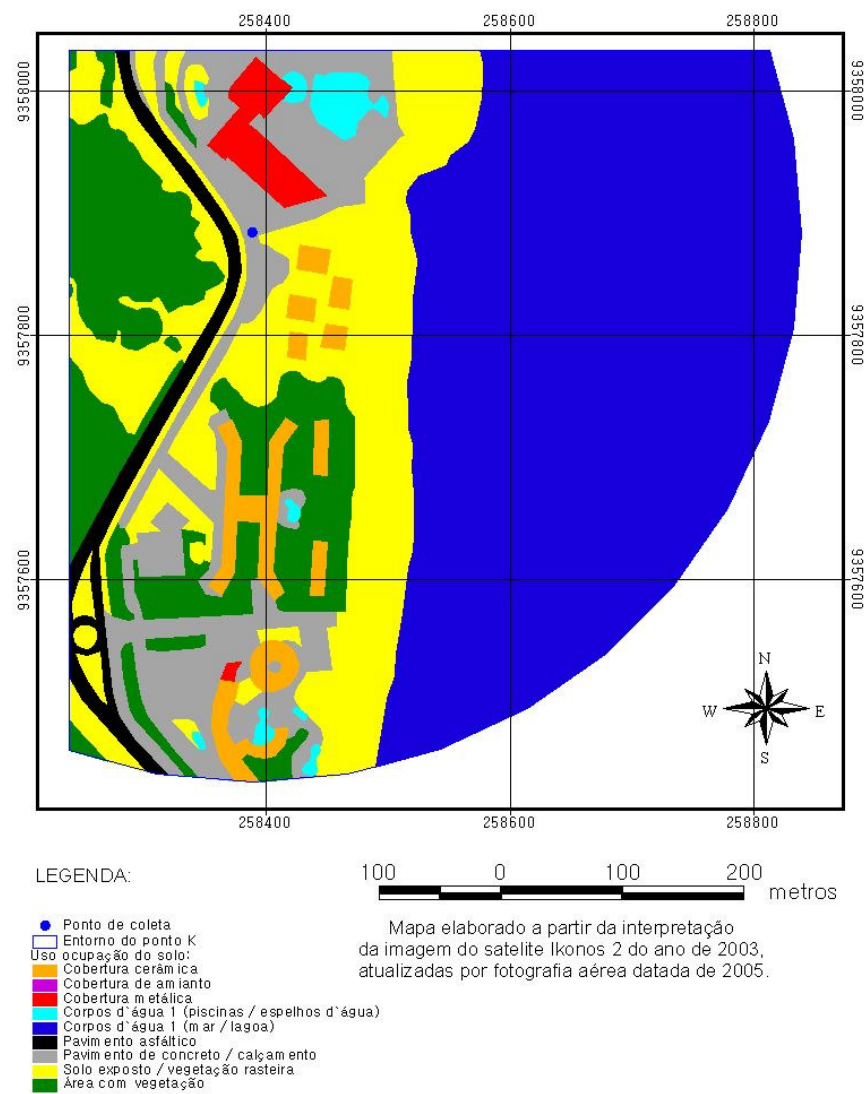 258400 258600 258800
9358000 9358000
9357800 9357800
9357600 9357600
N
W E
S
258400 258600 258800
LEGENDA:
100 0 100 200
metros
Ponto de coleta
Entorno do ponto K
Uso ocupação do solo:
Cobertura cerâmica
Cobertura de amianto
Cobertura metálica
Corpos d`água 1 (piscinas / espelhos d`água)
Corpos d`água 1 (mar / lagoa)
Pavimento asfáltico
Pavimento de concreto / calçamento
Solo exposto / vegetação rasteira
Área com vegetação
Mapa elaborado a partir da interpretação
da imagem do satelite Ikonos 2 do ano de 2003,
atualizadas por fotografia aérea datada de 2005.